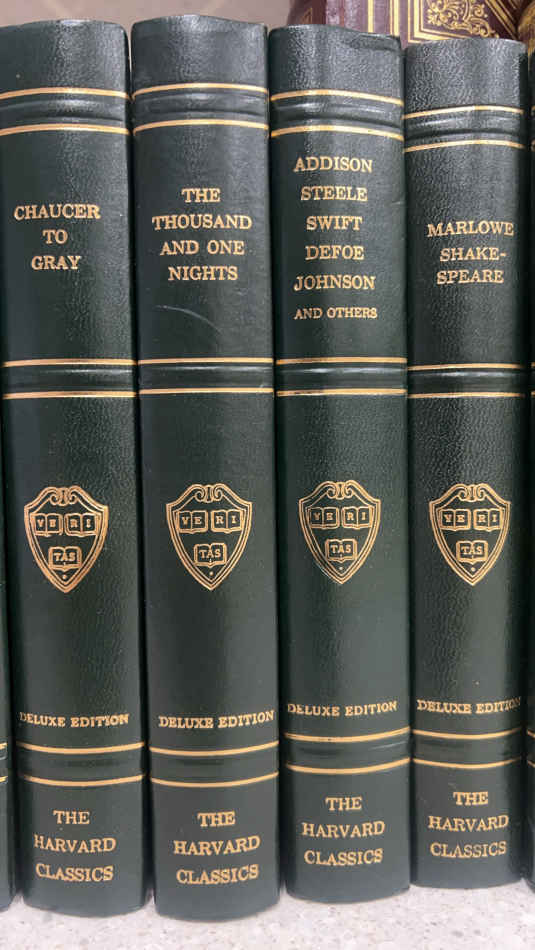 CHAUCER
TO
GRAY
VE RI
TAS
DELUXE EDITION
THE
HARVARD
CLASSICS
THE
THOUSAND
AND ONE
NIGHTS
VE RI
TAS
DELUXE EDITION
THE
HARVARD
CLASSICS
ADDISON
STEELE
SWIFT
DEFOE
JOHNSON
AND OTHERS
VE RI
TAS
DELUXE EDITION
THE
HARVARD
CLASSICS
MARLOWE
SHAKE-
SPEARE
VE RI
TAS
DELUXE EDITION
THE
HARVARD
CLASSICS